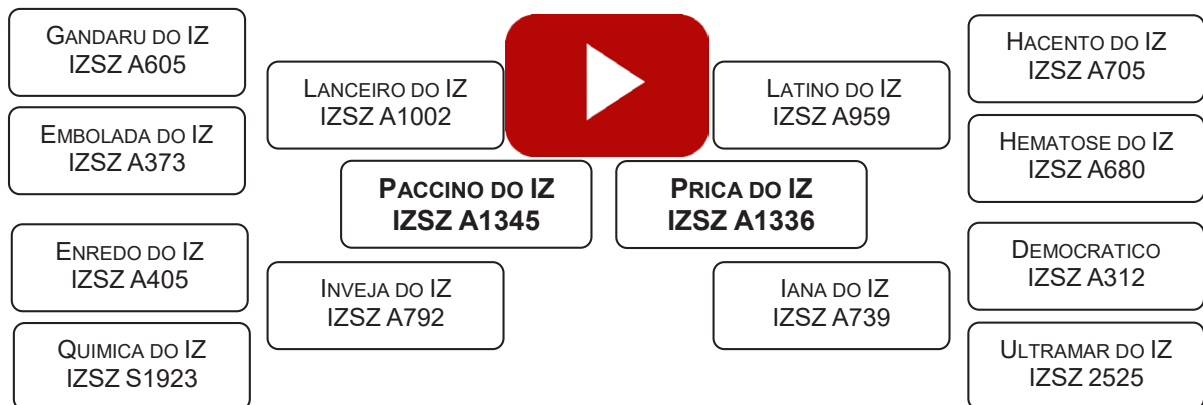 GANDARU DO IZ
IZSZ A605
EMBOLADA DO IZ
IZSZ A373
ENREDO DO IZ
IZSZ A405
QUIMICA DO IZ
IZSZ S1923
LANCEIRO DO IZ
IZSZ A1002
INVEJA DO IZ
IZSZ A792
PACCINO DO IZ
IZSZ A1345
PRICA DO IZ
IZSZ A1336
LATINO DO IZ
IZSZ A959
IANA DO IZ
IZSZ A739
HACENTO DO IZ
IZSZ A705
HEMATOSE DO IZ
IZSZ A680
DEMOCRATICO
IZSZ A312
ULTRAMAR DO IZ
IZSZ 2525